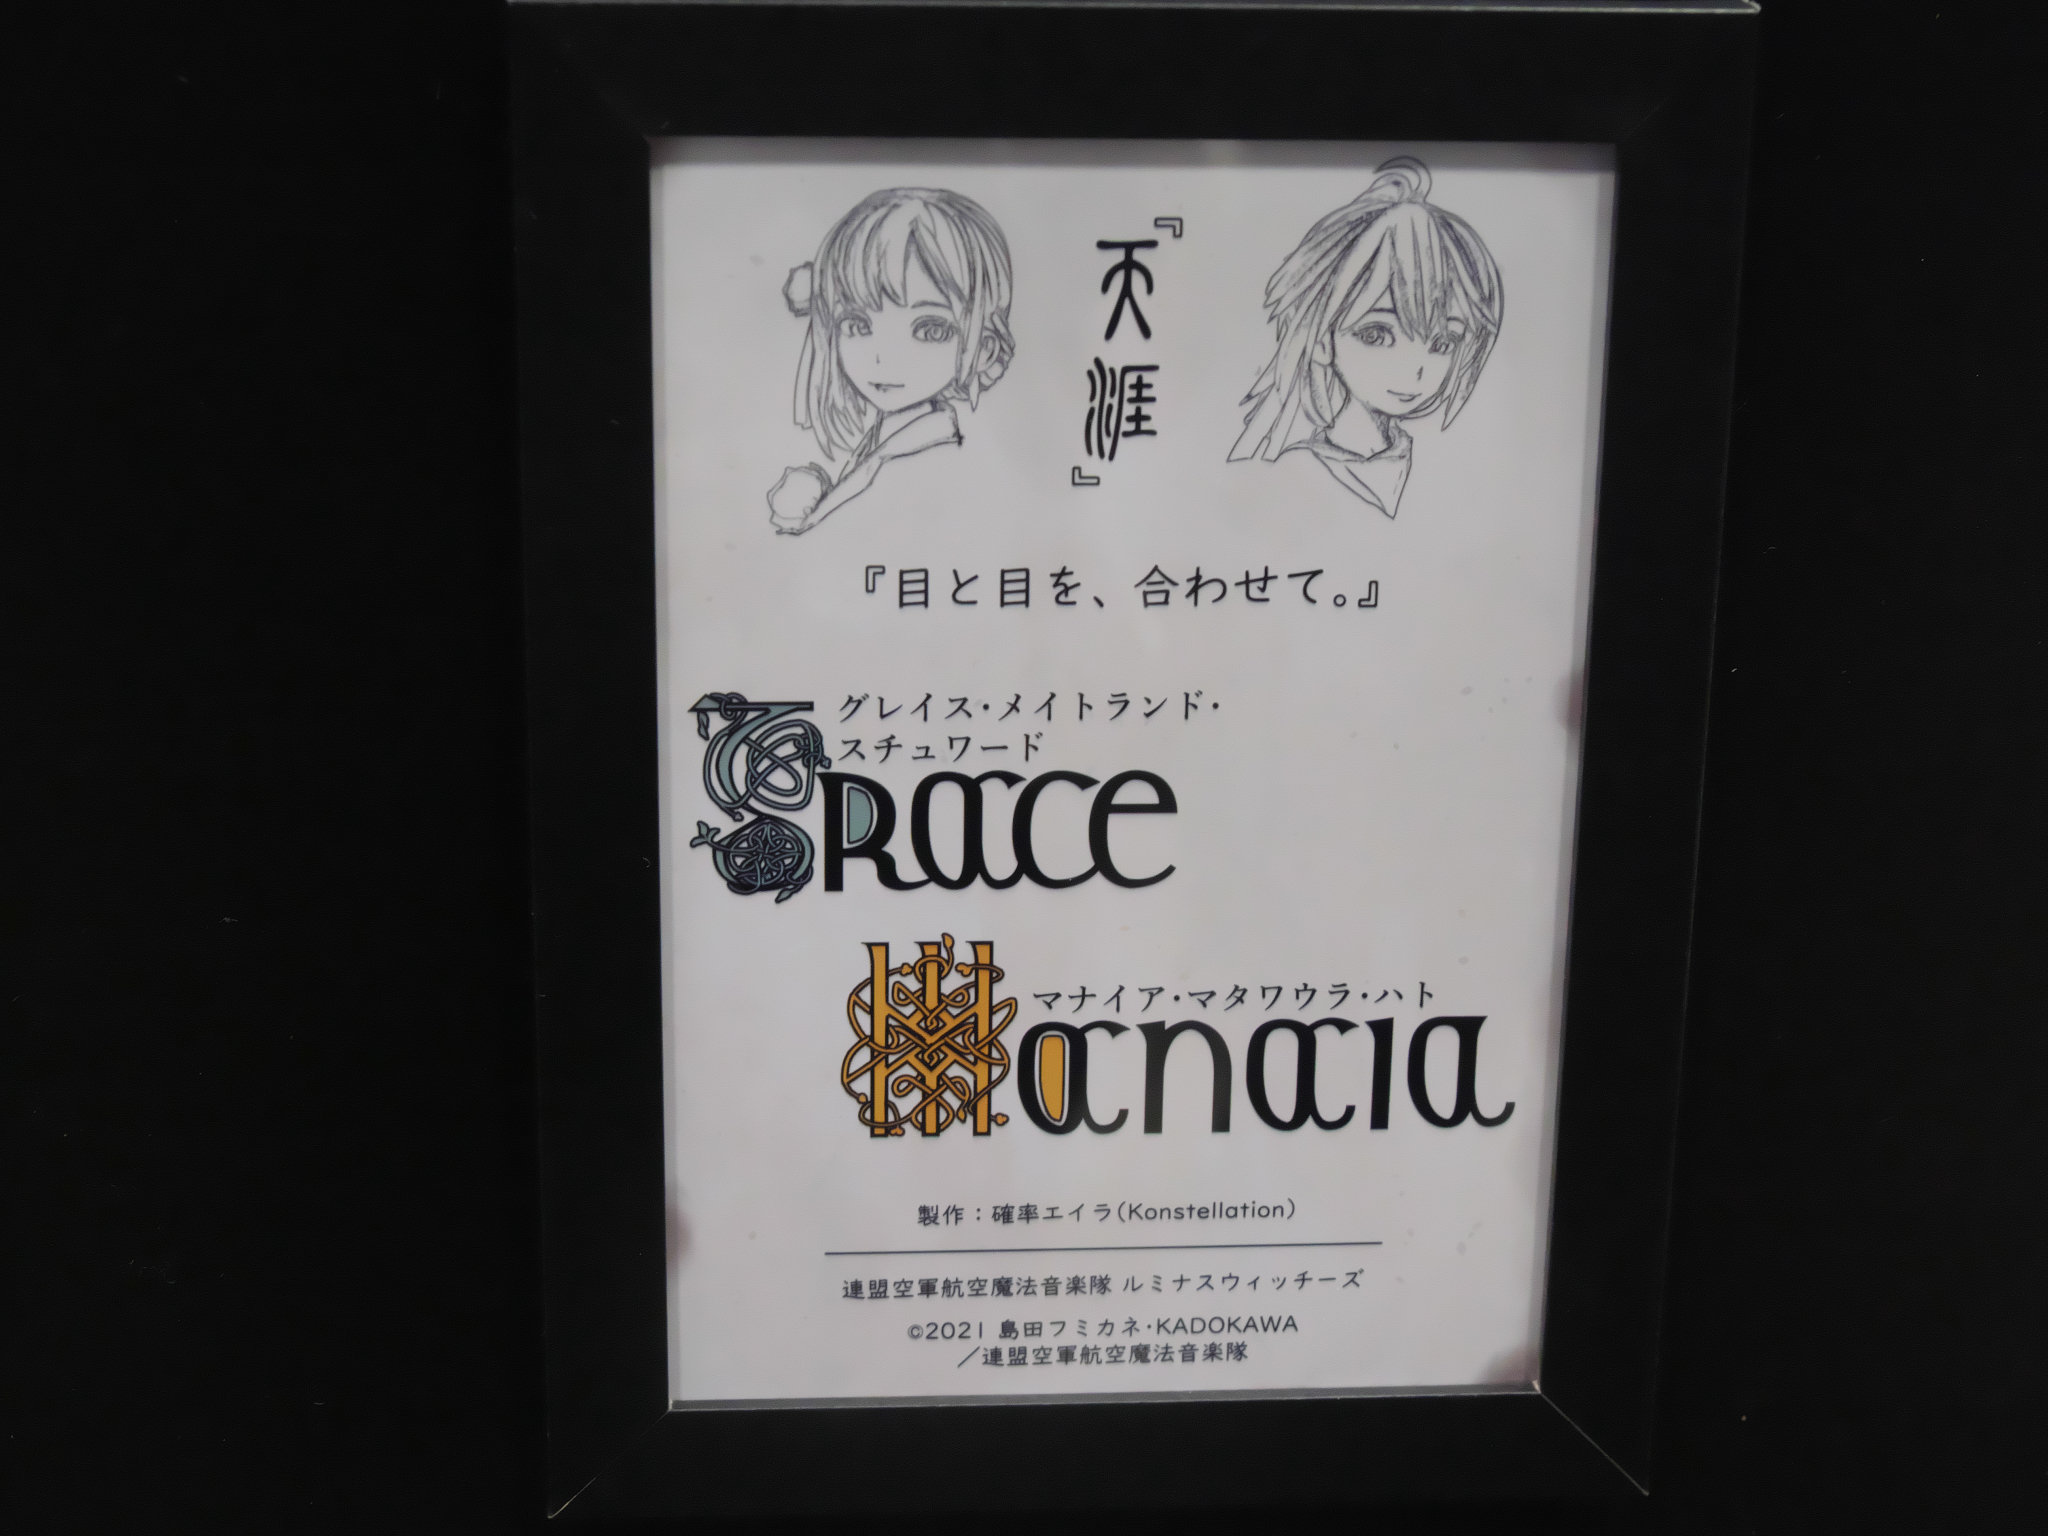 『天涯』
『目と目を、合わせて。』
グレイス・メイトランド・
スチュワード
Grace
マナイア・マタワウラ・ハト
Manaia
製作：確率エイラ(Konstellation)
連盟空軍航空魔法音楽隊 ルミナスウィッチーズ
©2021 島田フミカネ・KADOKAWA
／連盟空軍航空魔法音楽隊